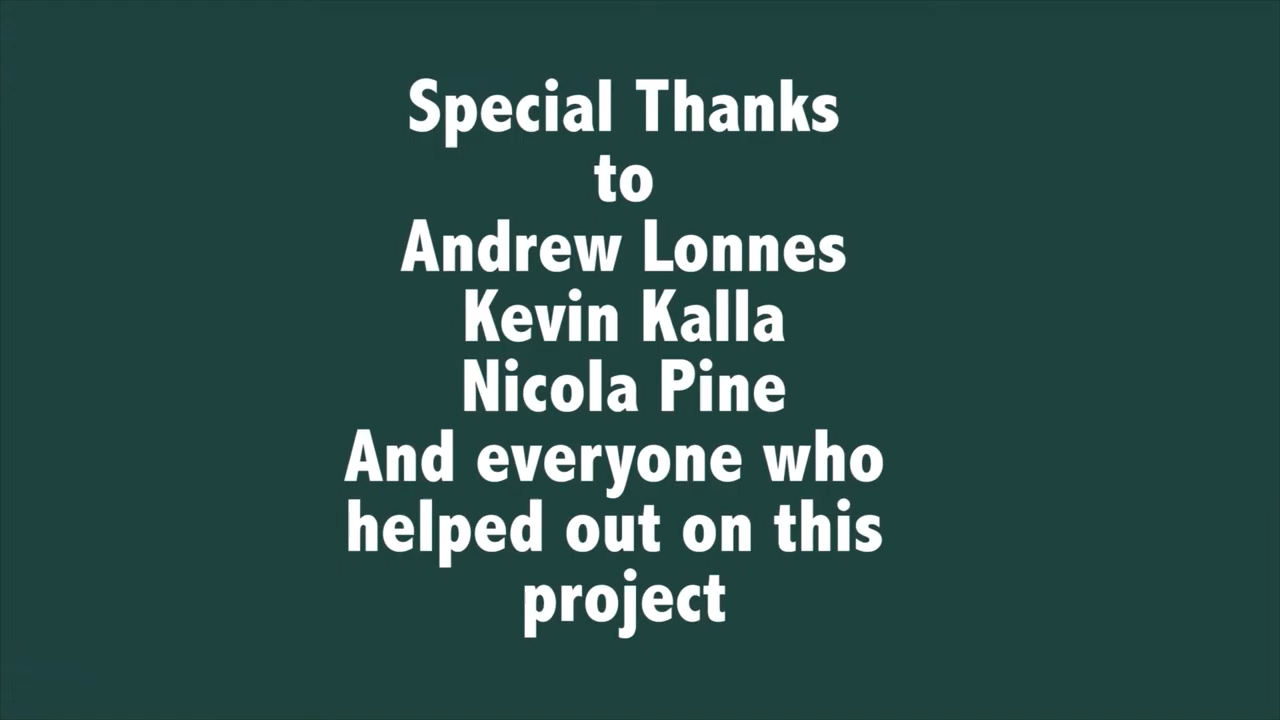 Special Thanks
to
Andrew Lonnes
Kevin Kalla
Nicola Pine
And everyone who
helped out on this
project